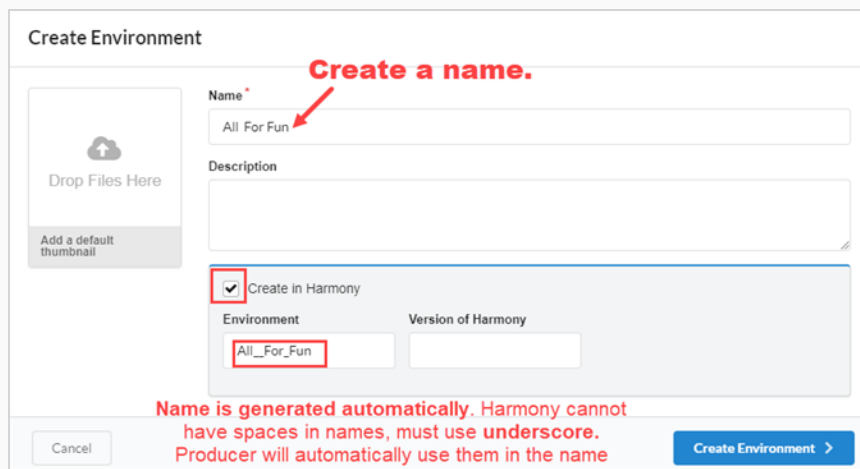 Create Environment
Create a name.
Name *
All For Fun
Drop Files Here
Add a default
thumbnail
Description
Create in Harmony
Environment
Version of Harmony
All__For_Fun
Name is generated automatically. Harmony cannot
have spaces in names, must use underscore.
Producer will automatically use them in the name
Cancel
Create Environment